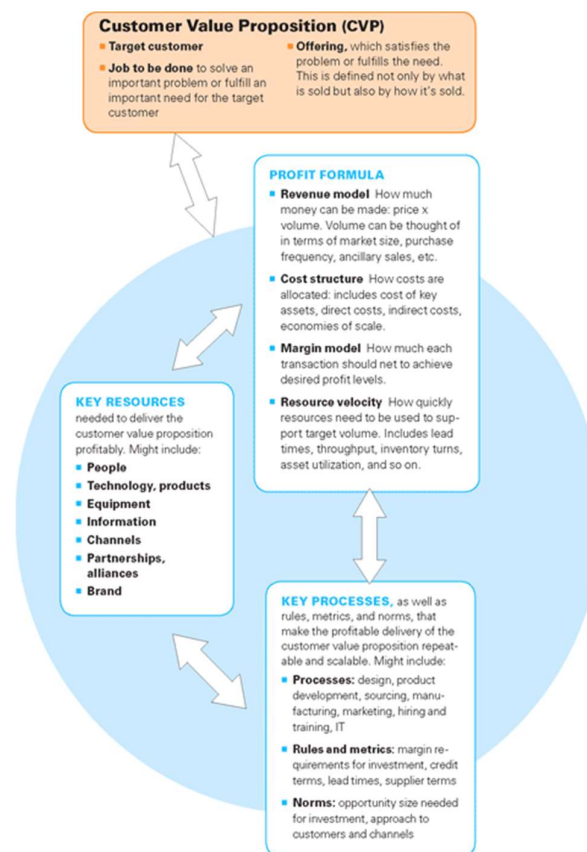 Customer Value Proposition (CVP)
Target customer
Job to be done to solve an
important problem or fulfill an
important need for the target
customer
Offering, which satisfies the
problem or fulfills the need.
This is defined not only by what
is sold but also by how it's sold.
PROFIT FORMULA
Revenue model How much
money can be made: price x
volume. Volume can be thought of
in terms of market size, purchase
frequency, ancillary sales, etc.
Cost structure How costs are
allocated: includes cost of key
assets, direct costs, indirect costs,
economies of scale.
Margin model How much each
transaction should net to achieve
desired profit levels.
Resource velocity How quickly
resources need to be used to sup-
port target volume. Includes lead
times, throughput, inventory turns,
asset utilization, and so on.
KEY RESOURCES
needed to deliver the
customer value proposition
profitably. Might include:
People
Technology, products
Equipment
Information
Channels
Partnerships,
alliances
Brand
KEY PROCESSES, as well as
rules, metrics, and norms, that
make the profitable delivery of the
customer value proposition repeat-
able and scalable. Might include:
Processes: design, product
development, sourcing, manu-
facturing, marketing, hiring and
training, IT
Rules and metrics: margin re-
quirements for investment, credit
terms, lead times, supplier terms
Norms: opportunity size needed
for investment, approach to
customers and channels